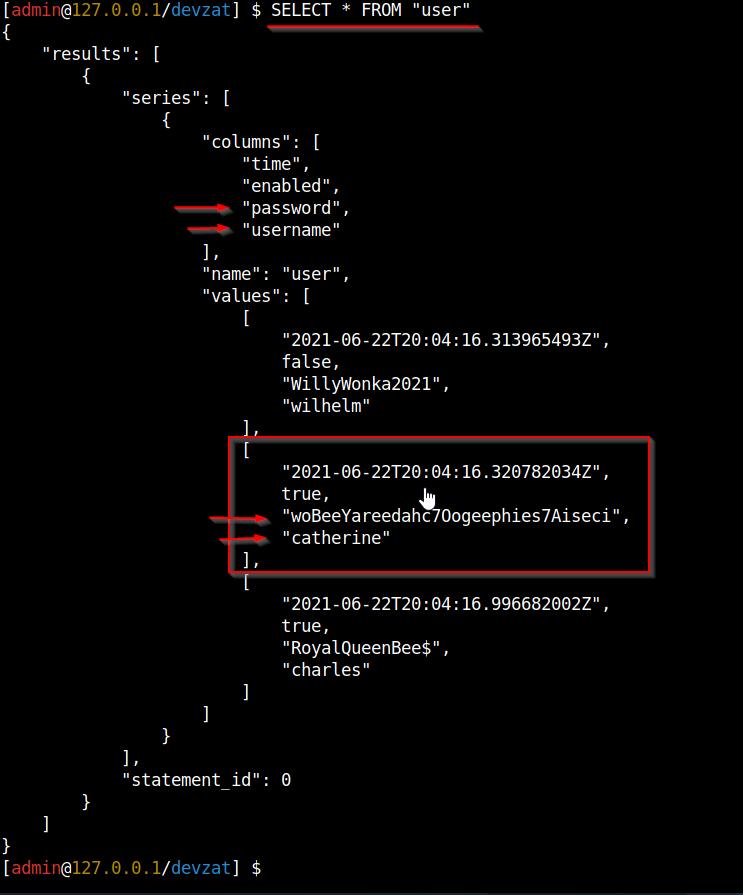 [admin@127.0.0.1/devzat] $ SELECT * FROM "user"
{
    "results": [
        {
            "series": [
                {
                    "columns": [
                        "time",
                        "enabled",
                        "password",
                        "username"
                    ],
                    "name": "user",
                    "values": [
                        [
                            "2021-06-22T20:04:16.313965493Z",
                            false,
                            "WillyWonka2021",
                            "wilhelm"
                        ],
                        [
                            "2021-06-22T20:04:16.320782034Z",
                            true,
                            "woBeeYareedahc7Oogeephies7Aiseci",
                            "catherine"
                        ],
                        [
                            "2021-06-22T20:04:16.996682002Z",
                            true,
                            "RoyalQueenBee$",
                            "charles"
                        ]
                    ]
                }
            ],
            "statement_id": 0
        }
    ]
}
[admin@127.0.0.1/devzat] $